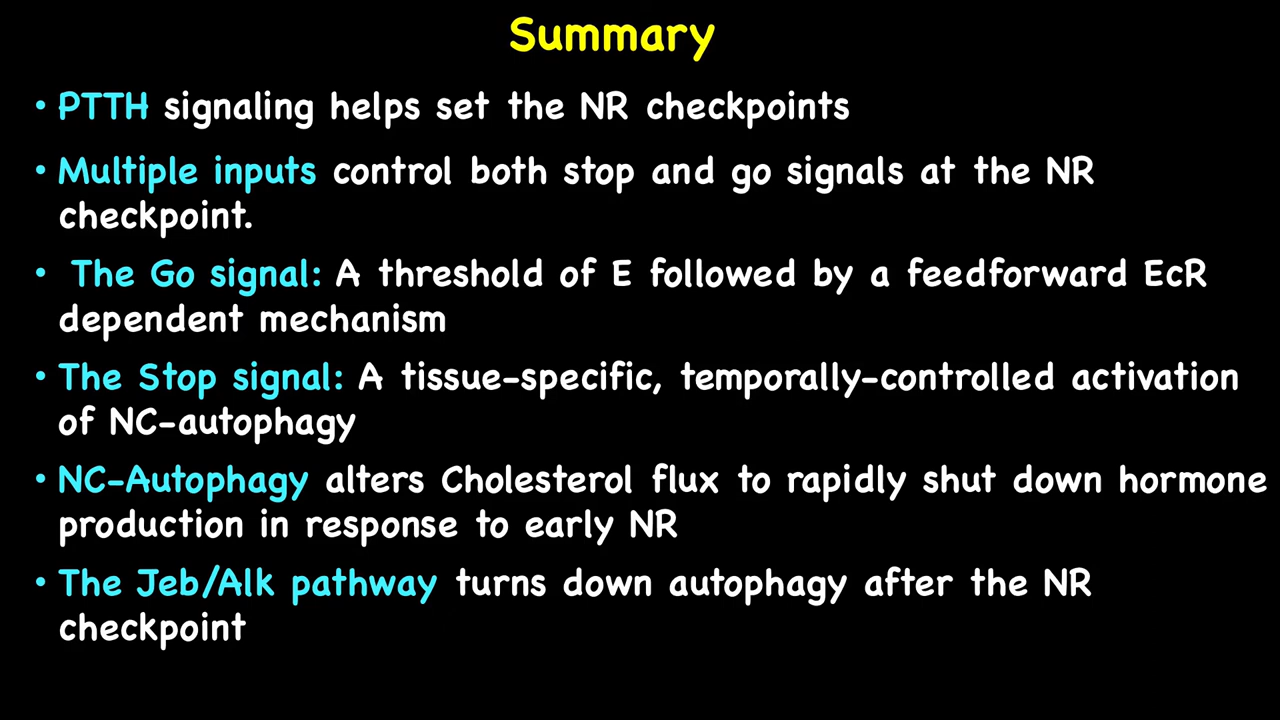 Summary
• PTTH signaling helps set the NR checkpoints
• Multiple inputs control both stop and go signals at the NR
checkpoint.
• The Go signal: A threshold of E followed by a feedforward EcR
dependent mechanism
• The Stop signal: A tissue-specific, temporally-controlled activation
of NC-autophagy
• NC-Autophagy alters Cholesterol flux to rapidly shut down hormone
production in response to early NR
• The Jeb/Alk pathway turns down autophagy after the NR
checkpoint